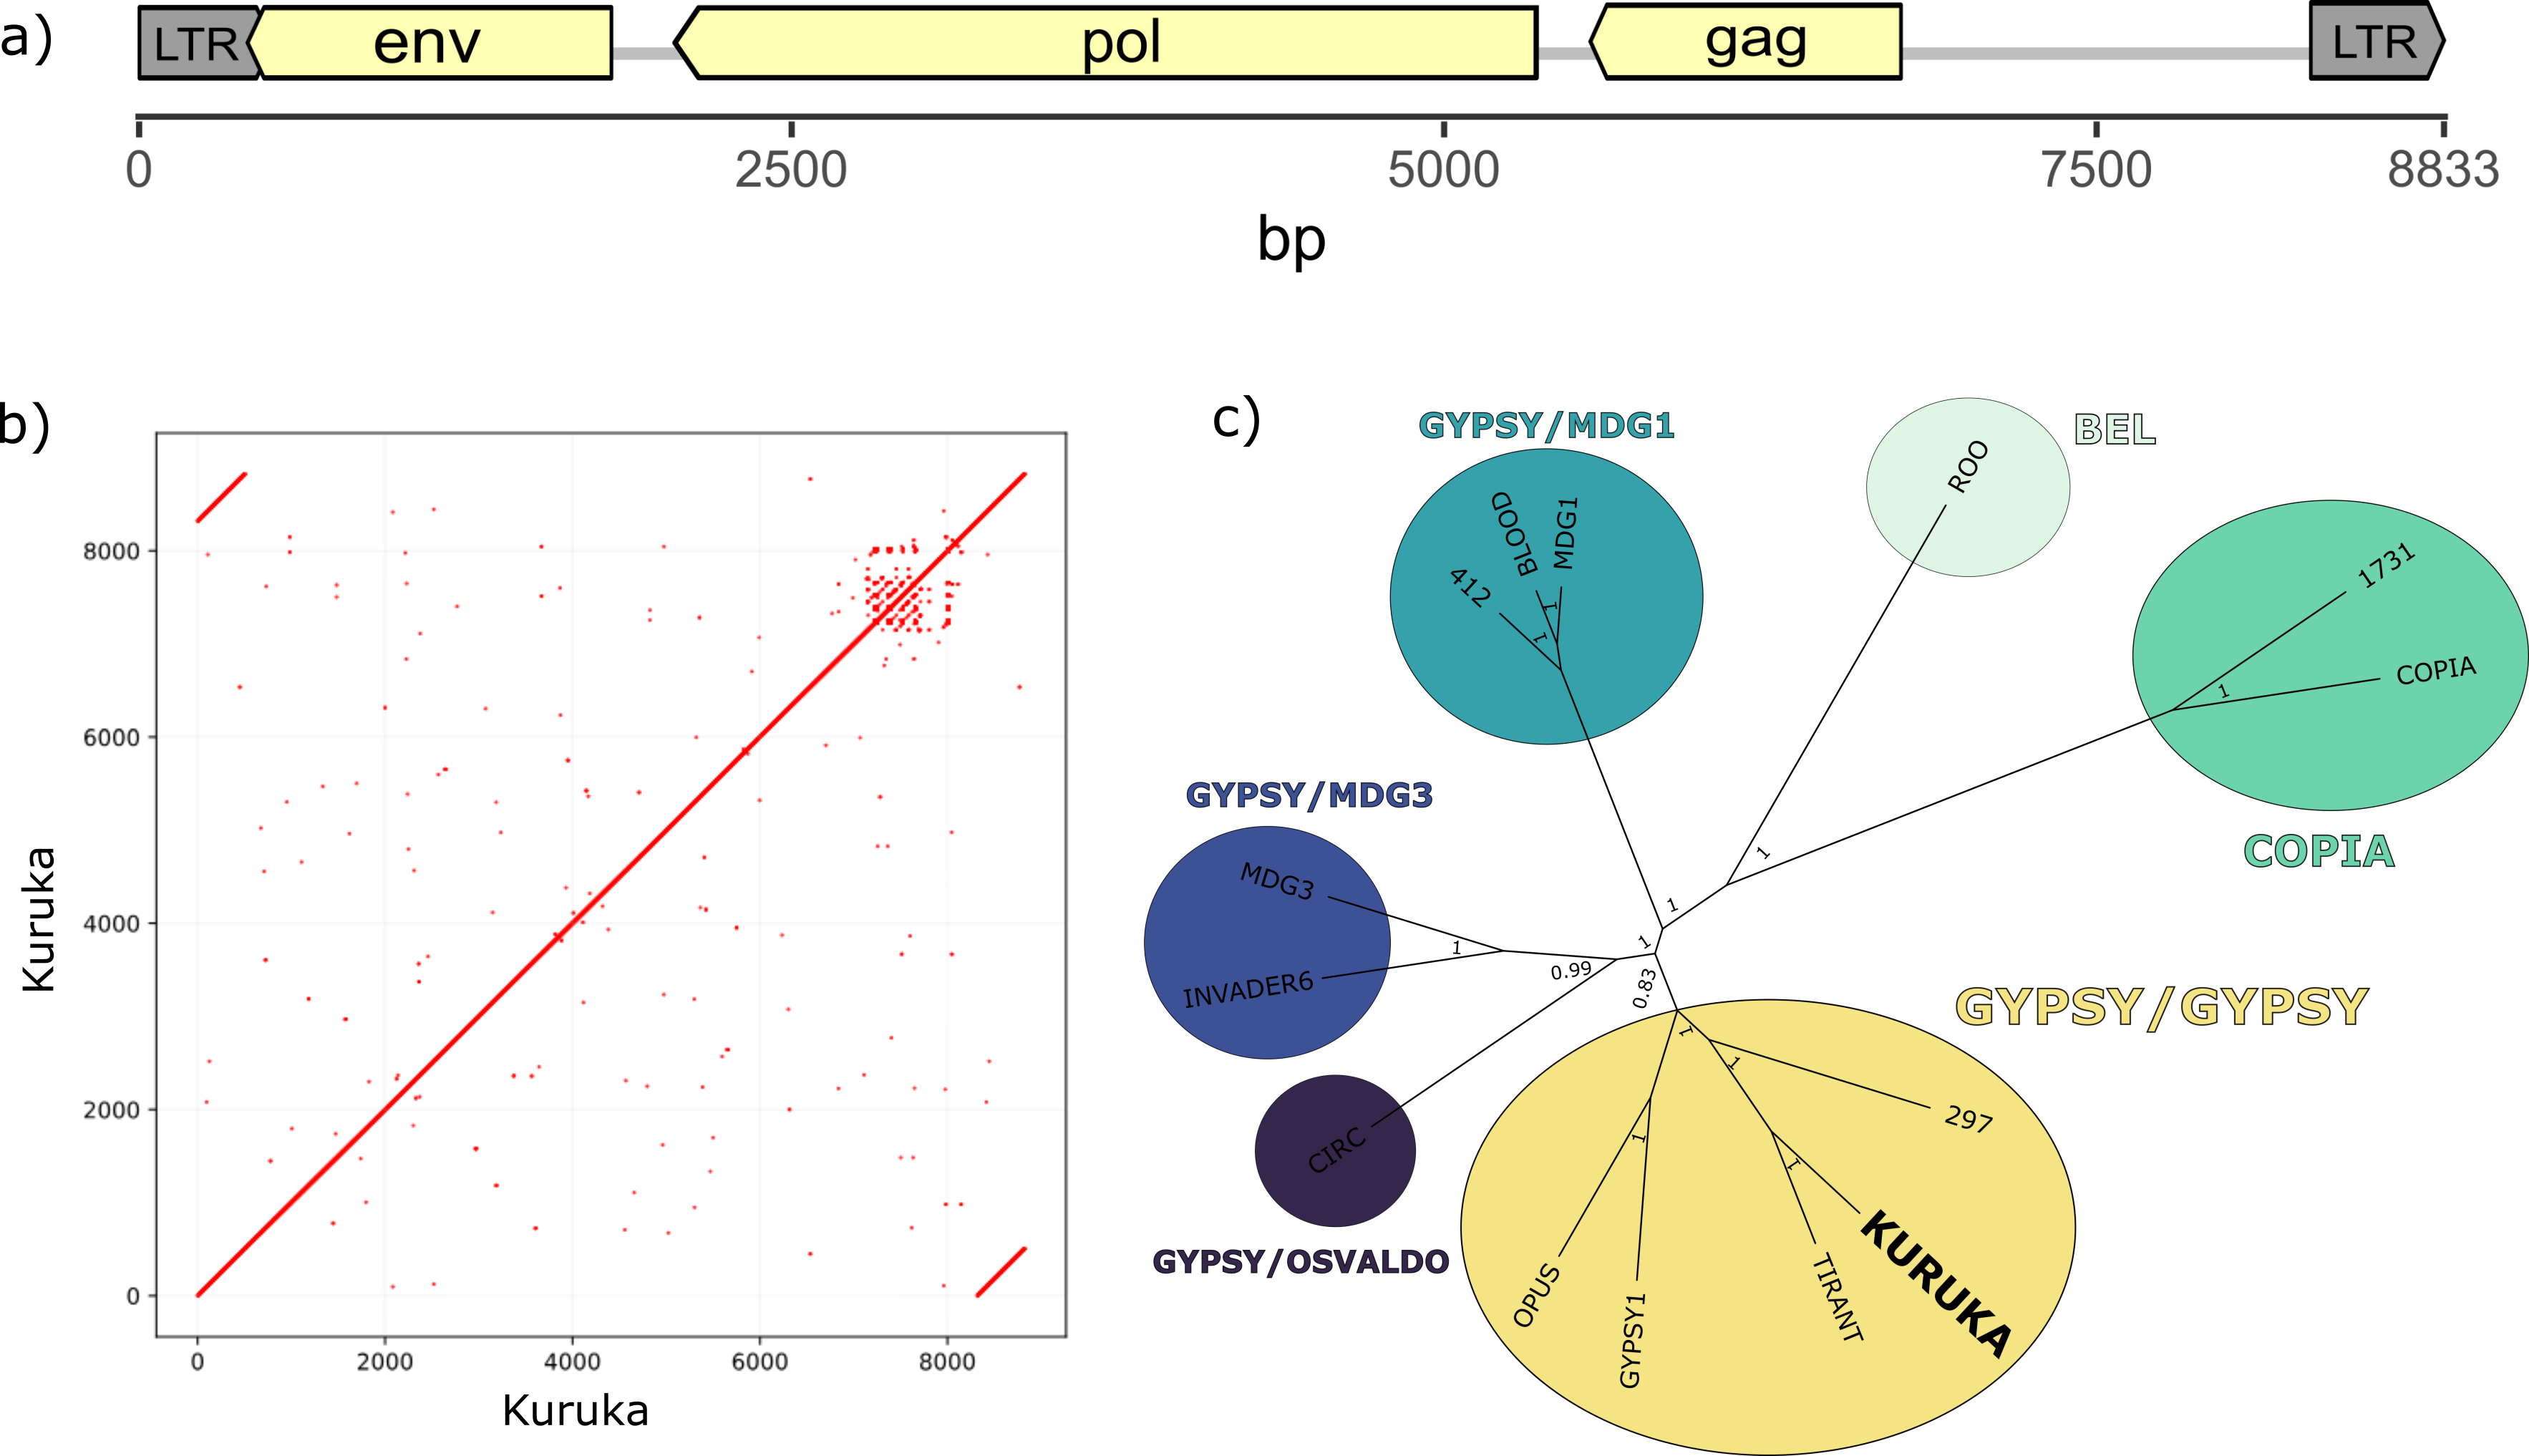 a)
LTR env pol gag LTR
0 2500 5000 7500 8833
bp
b)
8000
6000
4000
2000
0
Kuruka
0 2000 4000 6000 8000
Kuruka
c)
GYPSY/MDG1
412
BLOOD
MDG1
1
1
BEL
ROO
1731
COPIA
1
COPIA
1
1
1
GYPSY/MDG3
MDG3
INVADER6
1
0.99
0.83
GYPSY/OSVALDO
CIRC
GYPSY/GYPSY
1
1
297
1
1
OPUS
GYPSY1
TIRANT
KURUKA